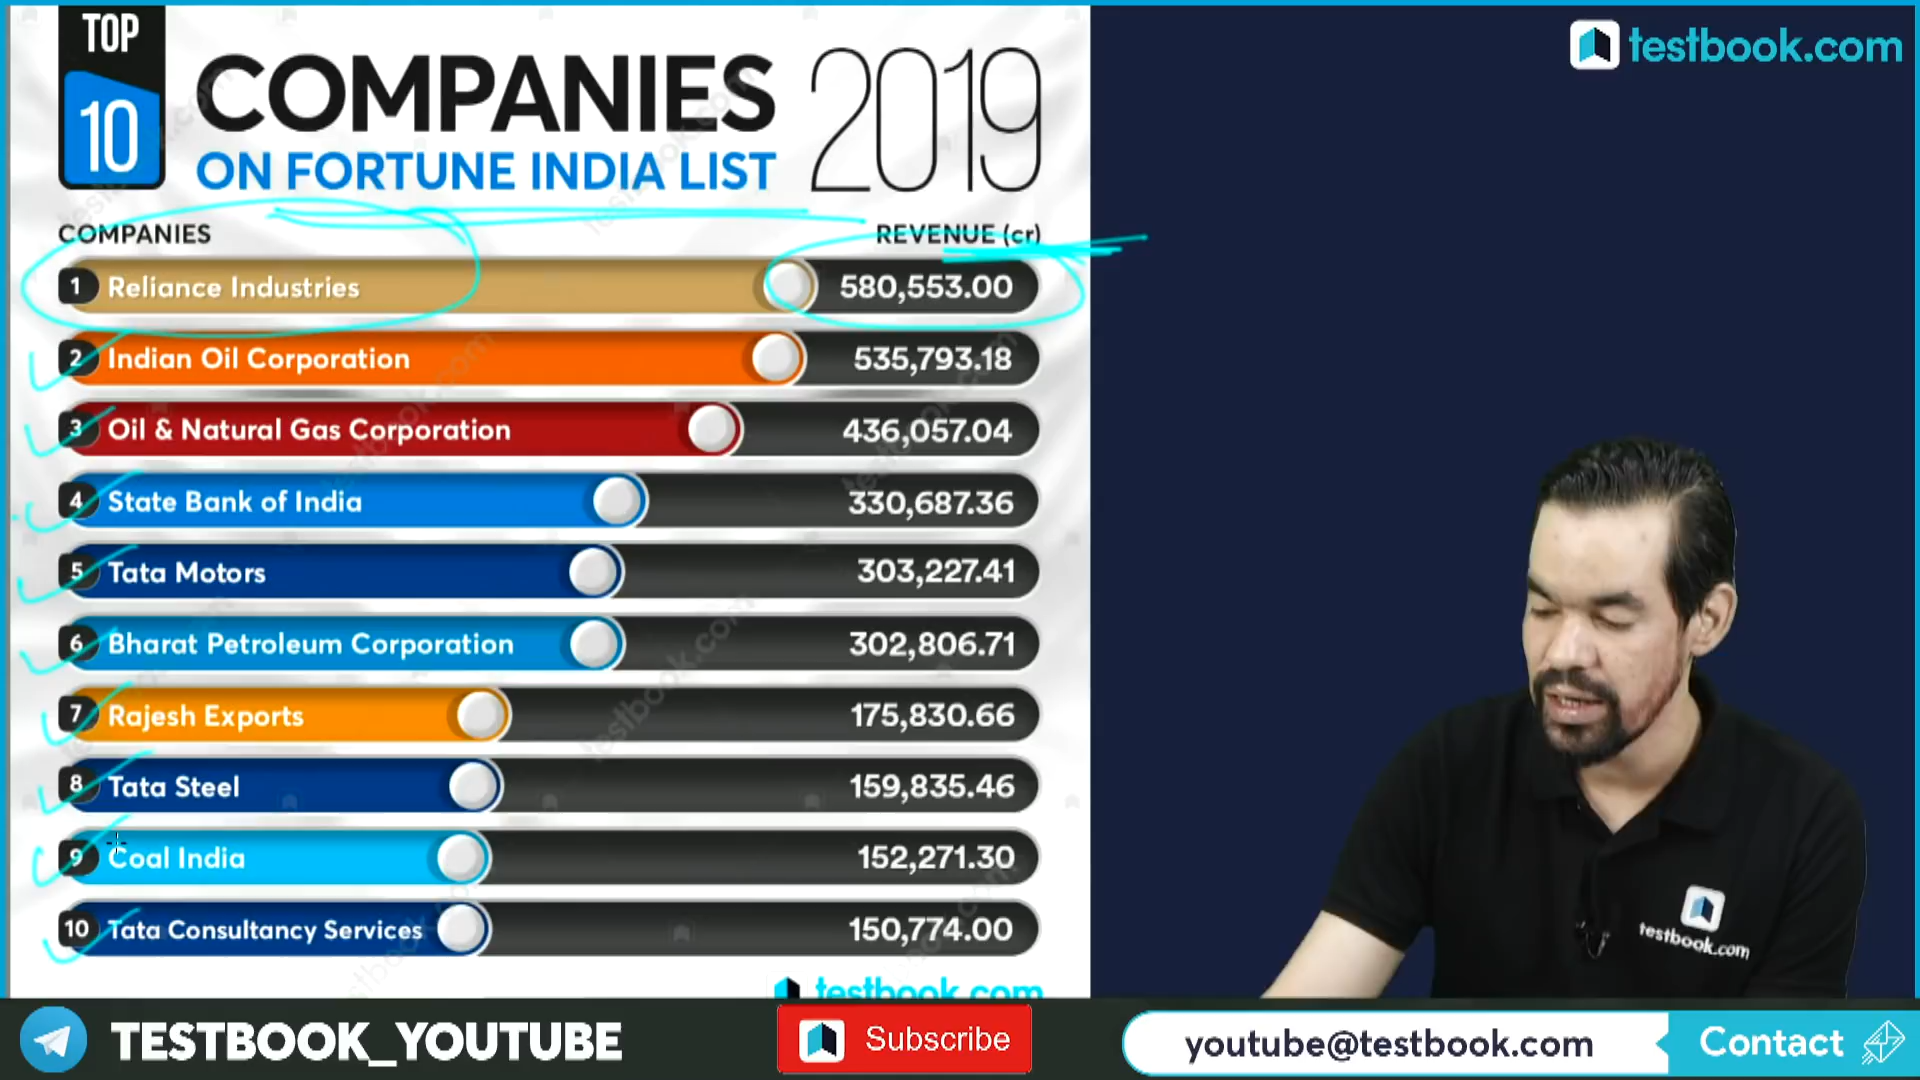 TOP
10
COMPANIES
2019
ON FORTUNE INDIA LIST
COMPANIES REVENUE (cr)
1 Reliance Industries 580,553.00
2 Indian Oil Corporation 535,793.18
3 Oil & Natural Gas Corporation 436,057.04
4 State Bank of India 330,687.36
5 Tata Motors 303,227.41
6 Bharat Petroleum Corporation 302,806.71
7 Rajesh Exports 175,830.66
8 Tata Steel 159,835.46
9 Coal India 152,271.30
10 Tata Consultancy Services 150,774.00
testbook.com
testbook.com
testbook.com
TESTBOOK_YOUTUBE
Subscribe
youtube@testbook.com
Contact